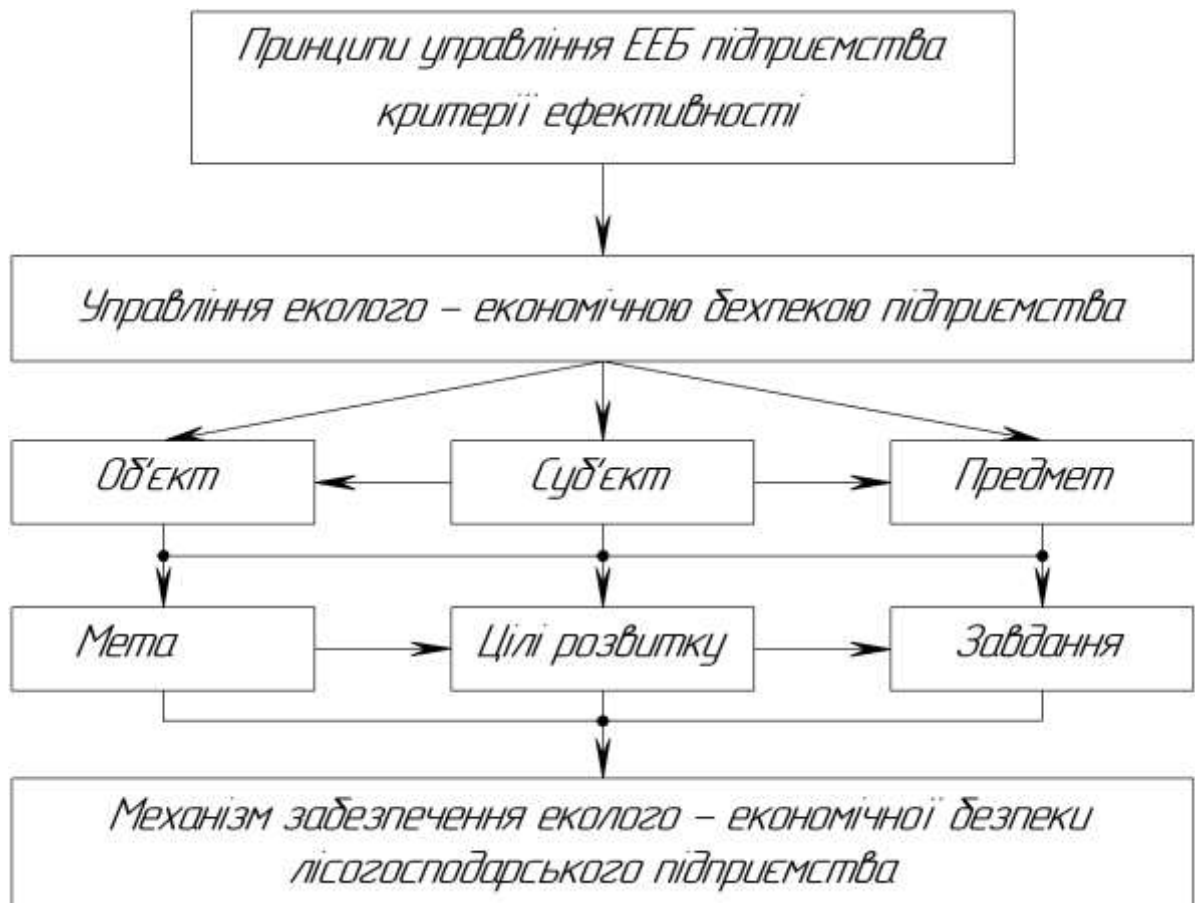 Принципи управління ЕЕБ підприємства
критерії ефективності
Управління еколого – економічною бехпекою підприємства
Об'єкт
Суб'єкт
Предмет
Мета
Цілі розвитку
Завдання
Механізм забезпечення еколого – економічної безпеки
лісогосподарського підприємства